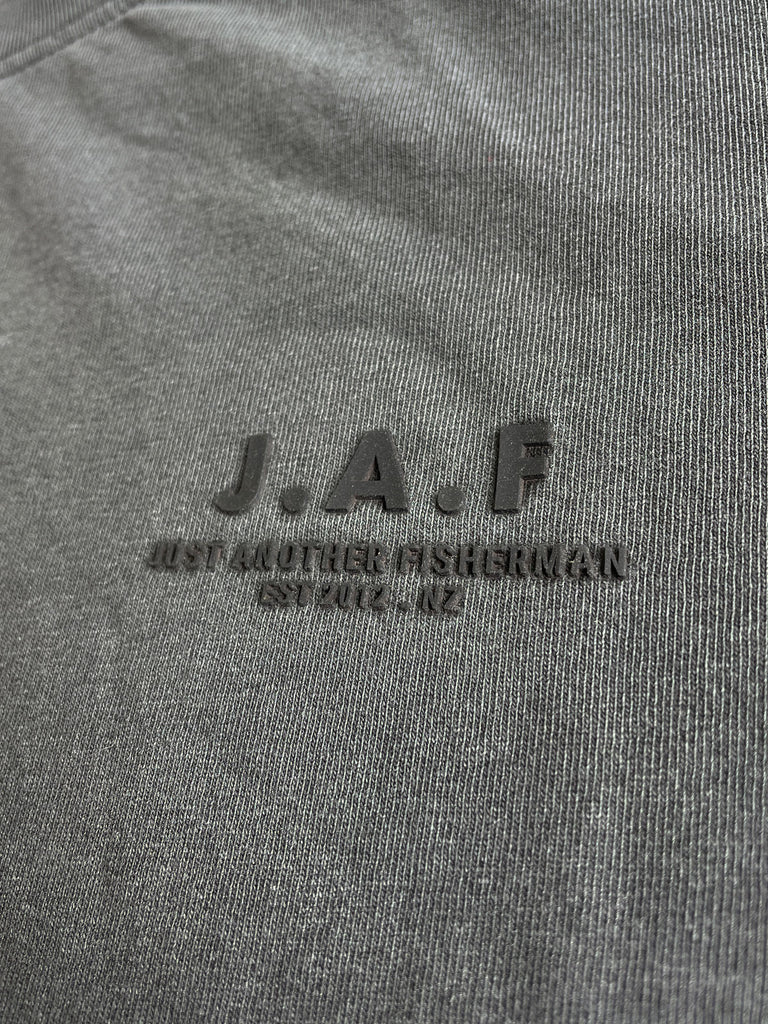 J.A.F
JUST ANOTHER FISHERMAN
EST 2012 . NZ